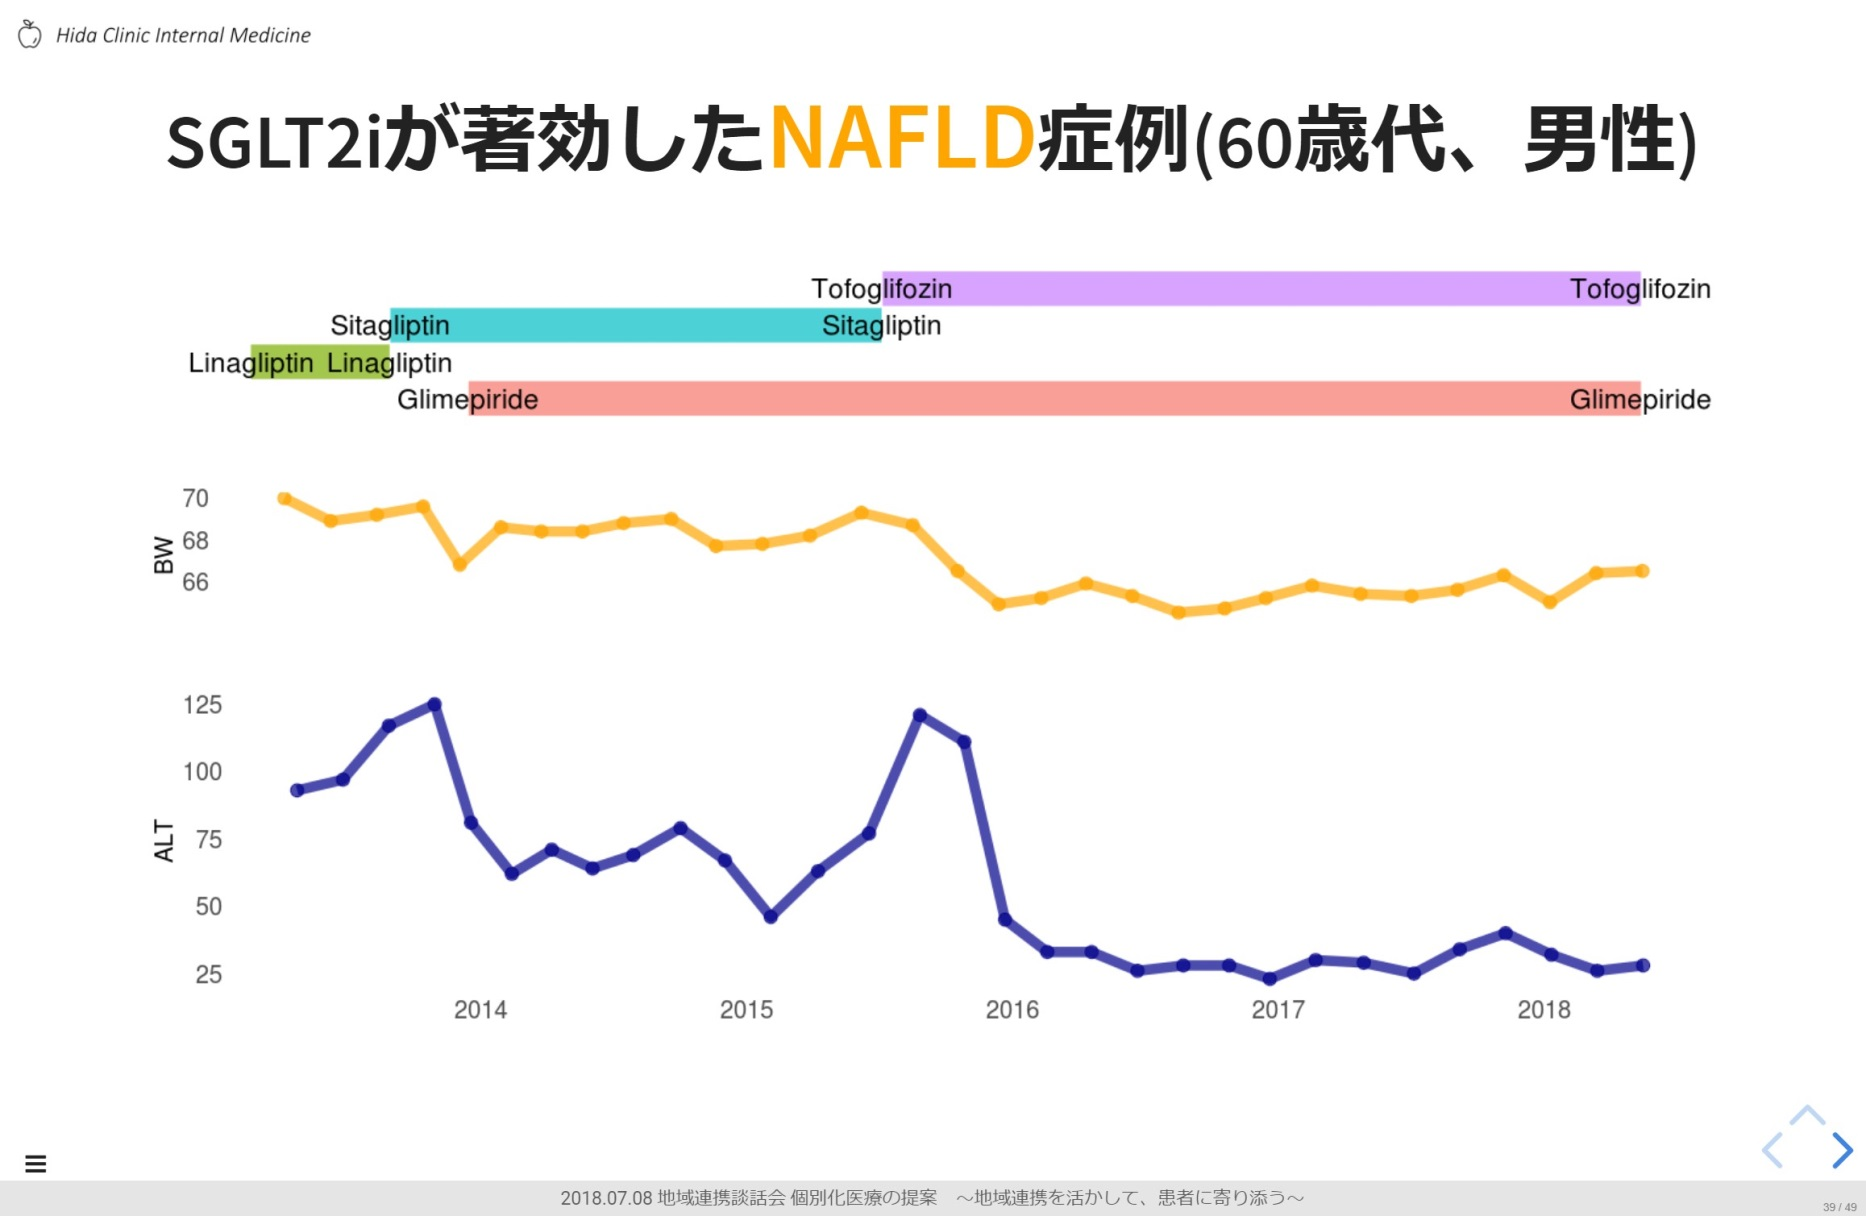 Hida Clinic Internal Medicine
SGLT2iが著効したNAFLD症例(60歳代、男性)
Tofoglifozin Tofoglifozin
Sitagliptin Sitagliptin
Linagliptin Linagliptin
Glimepiride Glimepiride
BW
70
68
66
ALT
125
100
75
50
25
2014 2015 2016 2017 2018
2018.07.08 地域連携談話会 個別化医療の提案 ～地域連携を活かして、患者に寄り添う～
39 / 49